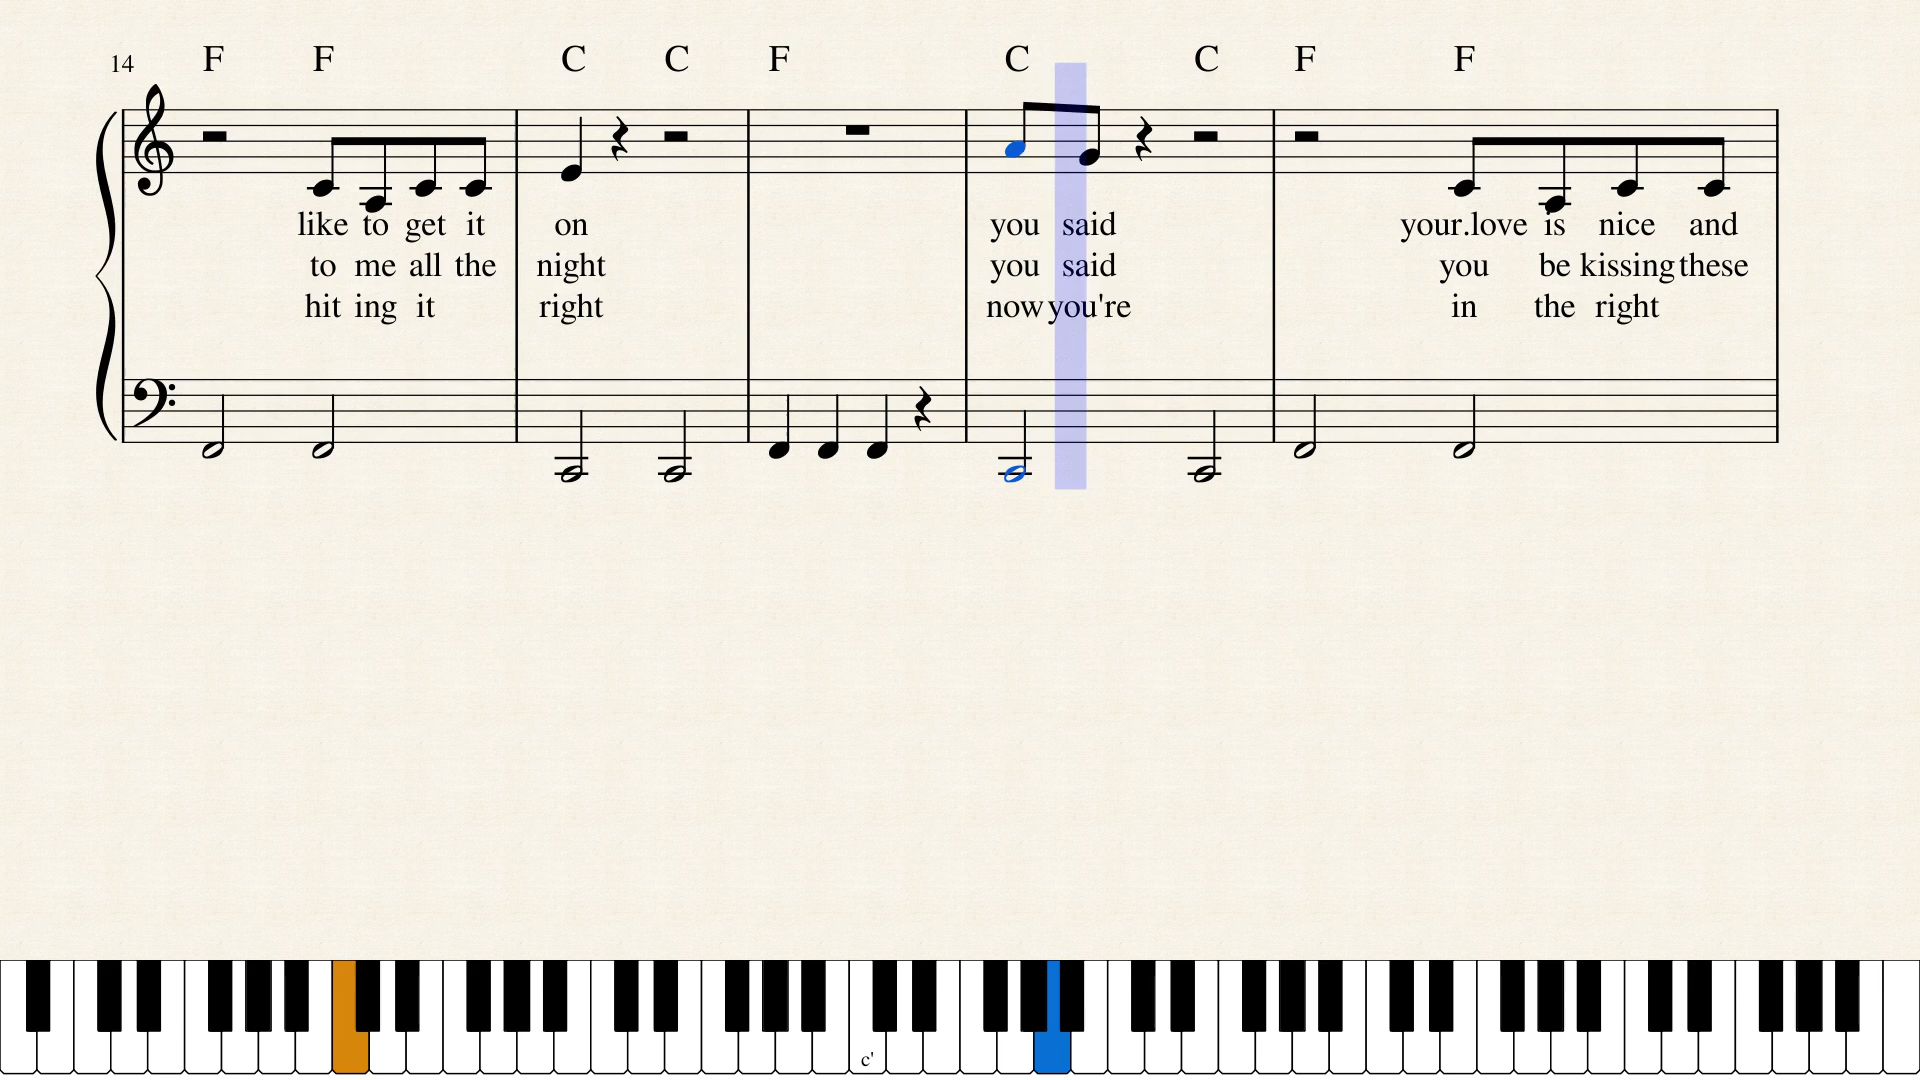 14 F F C C F C C F F
like to get it on you said your.love is nice and
to me all the night you said you be kissing these
hit ing it right now you're in the right
c'